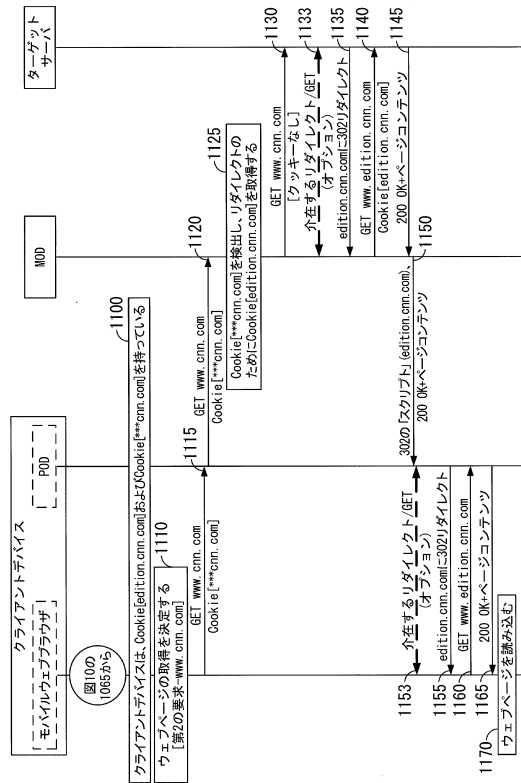 クライアントデバイス
モバイルウェブブラウザ
POD
MOD
ターゲット
サーバ
図10の
1065から
1100
クライアントデバイスは、Cookie[edition.cnn.com]およびCookie[***cnn.com]を持っている
1110
ウェブページの取得を決定する
[第2の要求-www.cnn.com]
1115
GET www.cnn.com
Cookie[***cnn.com]
1120
GET www.cnn.com
Cookie[***cnn.com]
1125
Cookie[***cnn.com]を検出し、リダイレクトの
ためにCookie[edition.cnn.com]を取得する
1130
GET www.cnn.com
[クッキーなし]
1133
介在するリダイレクト/GET
(オプション)
1135
edition.cnn.comに302リダイレクト
1140
GET www.edition.cnn.com
Cookie[edition.cnn.com]
1145
200 OK+ページコンテンツ
1150
302の「スクリプト」(edition.cnn.com)、
200 OK+ページコンテンツ
1153
介在するリダイレクト/GET
(オプション)
1155
edition.cnn.comに302リダイレクト
1160
GET www.edition.cnn.com
1165
200 OK+ページコンテンツ
1170
ウェブページを読み込む